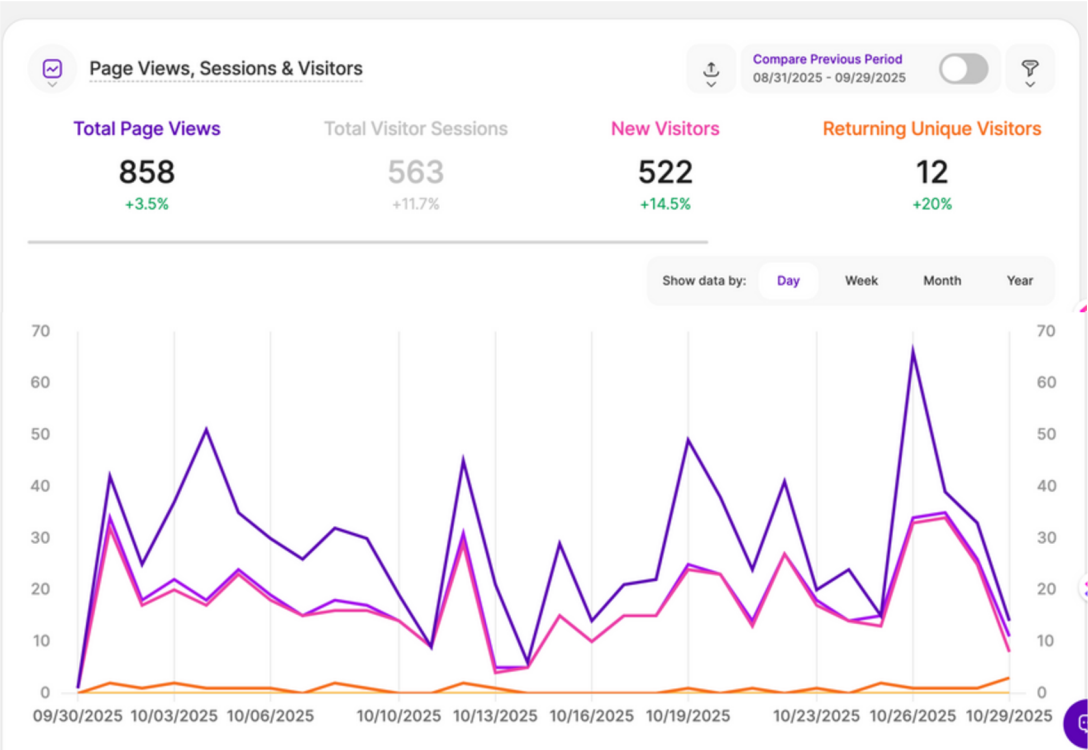 Page Views, Sessions & Visitors
Compare Previous Period
08/31/2025 - 09/29/2025
Total Page Views
858
+3.5%
Total Visitor Sessions
563
+11.7%
New Visitors
522
+14.5%
Returning Unique Visitors
12
+20%
Show data by: Day Week Month Year
70 70
60 60
50 50
40 40
30 30
20 20
10 10
0 0
09/30/2025 10/03/2025 10/06/2025 10/10/2025 10/13/2025 10/16/2025 10/19/2025 10/23/2025 10/26/2025 10/29/2025